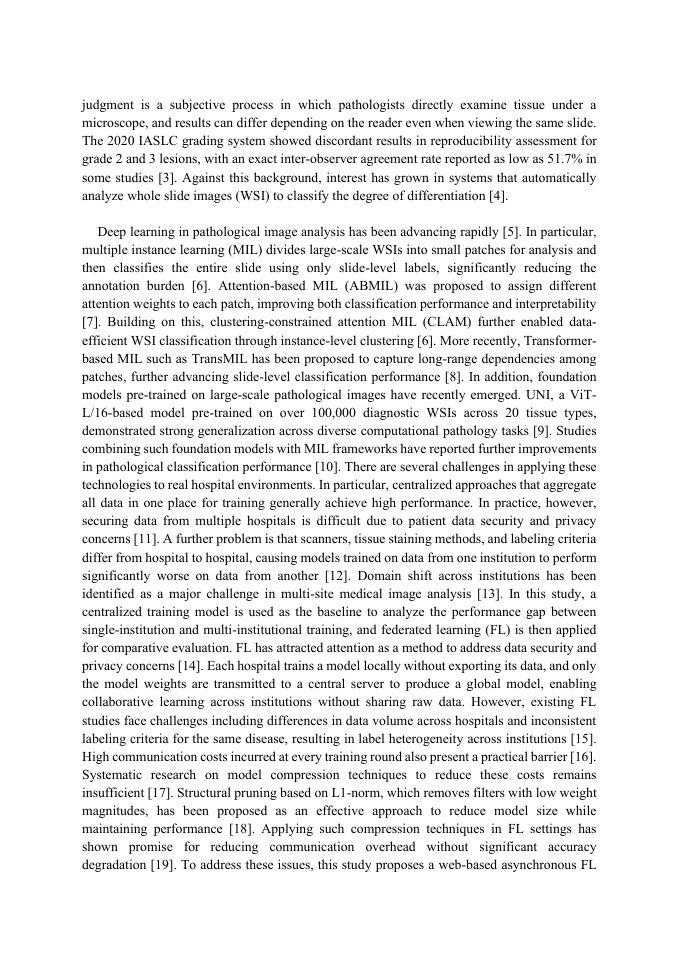 judgment is a subjective process in which pathologists directly examine tissue under a
microscope, and results can differ depending on the reader even when viewing the same slide.
The 2020 IASLC grading system showed discordant results in reproducibility assessment for
grade 2 and 3 lesions, with an exact inter-observer agreement rate reported as low as 51.7% in
some studies [3]. Against this background, interest has grown in systems that automatically
analyze whole slide images (WSI) to classify the degree of differentiation [4].
Deep learning in pathological image analysis has been advancing rapidly [5]. In particular,
multiple instance learning (MIL) divides large-scale WSIs into small patches for analysis and
then classifies the entire slide using only slide-level labels, significantly reducing the
annotation burden [6]. Attention-based MIL (ABMIL) was proposed to assign different
attention weights to each patch, improving both classification performance and interpretability
[7]. Building on this, clustering-constrained attention MIL (CLAM) further enabled data-
efficient WSI classification through instance-level clustering [6]. More recently, Transformer-
based MIL such as TransMIL has been proposed to capture long-range dependencies among
patches, further advancing slide-level classification performance [8]. In addition, foundation
models pre-trained on large-scale pathological images have recently emerged. UNI, a ViT-
L/16-based model pre-trained on over 100,000 diagnostic WSIs across 20 tissue types,
demonstrated strong generalization across diverse computational pathology tasks [9]. Studies
combining such foundation models with MIL frameworks have reported further improvements
in pathological classification performance [10]. There are several challenges in applying these
technologies to real hospital environments. In particular, centralized approaches that aggregate
all data in one place for training generally achieve high performance. In practice, however,
securing data from multiple hospitals is difficult due to patient data security and privacy
concerns [11]. A further problem is that scanners, tissue staining methods, and labeling criteria
differ from hospital to hospital, causing models trained on data from one institution to perform
significantly worse on data from another [12]. Domain shift across institutions has been
identified as a major challenge in multi-site medical image analysis [13]. In this study, a
centralized training model is used as the baseline to analyze the performance gap between
single-institution and multi-institutional training, and federated learning (FL) is then applied
for comparative evaluation. FL has attracted attention as a method to address data security and
privacy concerns [14]. Each hospital trains a model locally without exporting its data, and only
the model weights are transmitted to a central server to produce a global model, enabling
collaborative learning across institutions without sharing raw data. However, existing FL
studies face challenges including differences in data volume across hospitals and inconsistent
labeling criteria for the same disease, resulting in label heterogeneity across institutions [15].
High communication costs incurred at every training round also present a practical barrier [16].
Systematic research on model compression techniques to reduce these costs remains
insufficient [17]. Structural pruning based on L1-norm, which removes filters with low weight
magnitudes, has been proposed as an effective approach to reduce model size while
maintaining performance [18]. Applying such compression techniques in FL settings has
shown promise for reducing communication overhead without significant accuracy
degradation [19]. To address these issues, this study proposes a web-based asynchronous FL